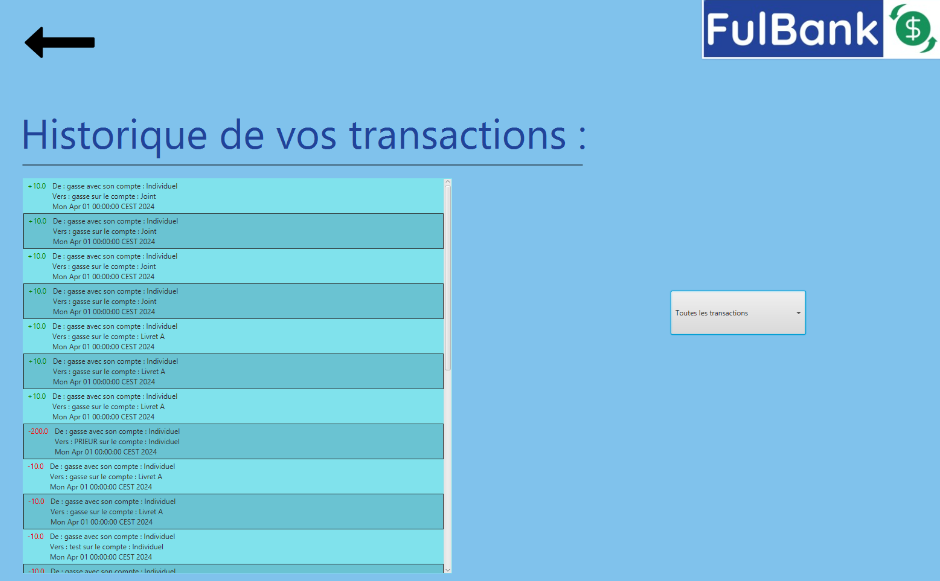 FulBank
$
Historique de vos transactions :
+10.0 De : gasse avec son compte : Individuel
Vers : gasse sur le compte : Joint
Mon Apr 01 00:00:00 CEST 2024
+10.0 De : gasse avec son compte : Individuel
Vers : gasse sur le compte : Joint
Mon Apr 01 00:00:00 CEST 2024
+10.0 De : gasse avec son compte : Individuel
Vers : gasse sur le compte : Joint
Mon Apr 01 00:00:00 CEST 2024
+10.0 De : gasse avec son compte : Individuel
Vers : gasse sur le compte : Joint
Mon Apr 01 00:00:00 CEST 2024
+10.0 De : gasse avec son compte : Individuel
Vers : gasse sur le compte : Livret A
Mon Apr 01 00:00:00 CEST 2024
+10.0 De : gasse avec son compte : Individuel
Vers : gasse sur le compte : Livret A
Mon Apr 01 00:00:00 CEST 2024
+10.0 De : gasse avec son compte : Individuel
Vers : gasse sur le compte : Livret A
Mon Apr 01 00:00:00 CEST 2024
-200.0 De : gasse avec son compte : Individuel
Vers : PRIEUR sur le compte : Individuel
Mon Apr 01 00:00:00 CEST 2024
-10.0 De : gasse avec son compte : Individuel
Vers : gasse sur le compte : Livret A
Mon Apr 01 00:00:00 CEST 2024
-10.0 De : gasse avec son compte : Individuel
Vers : gasse sur le compte : Livret A
Mon Apr 01 00:00:00 CEST 2024
-10.0 De : gasse avec son compte : Individuel
Vers : test sur le compte : Individuel
Mon Apr 01 00:00:00 CEST 2024
-10.0 De : gasse avec son compte : Individuel
Toutes les transactions